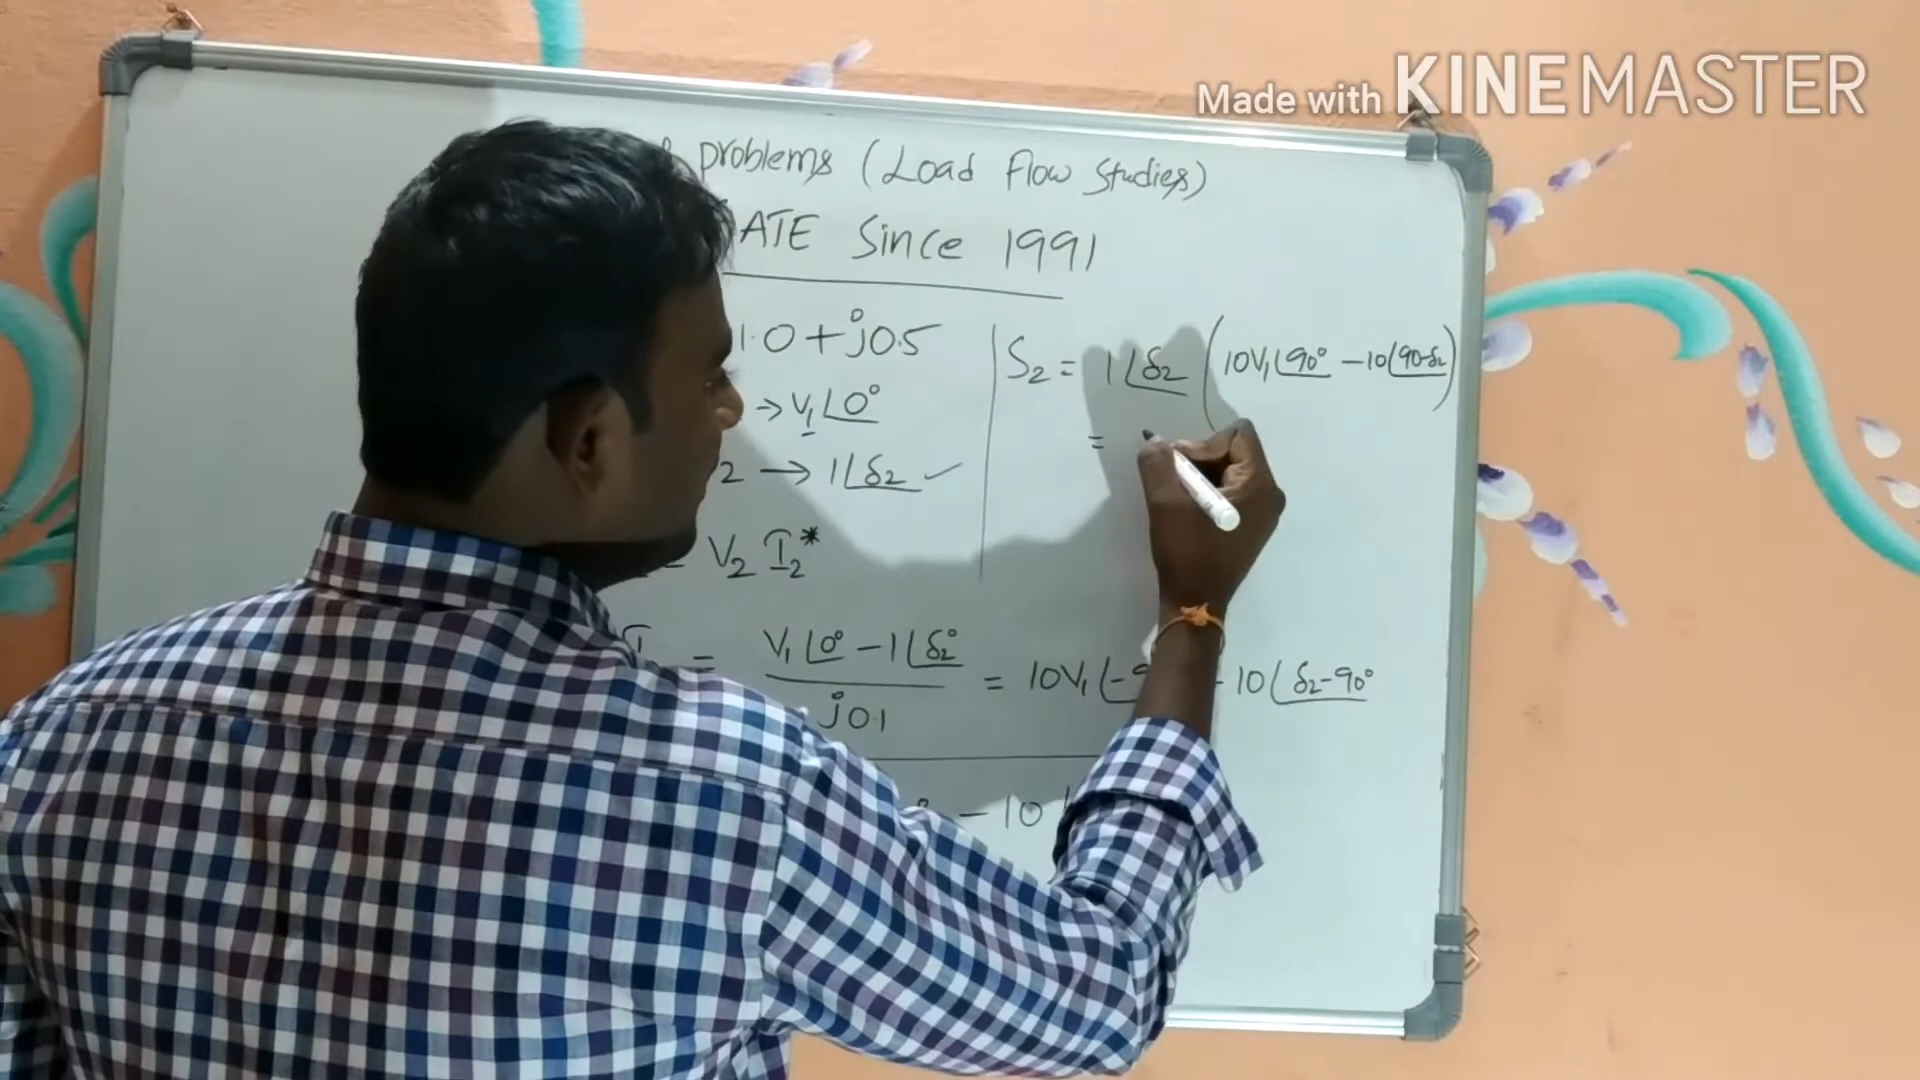 Made with KINEMASTER
problems (Load Flow Studies)
ATE Since 1991
1.0+j0.5
→V₁∠0°
2 → 1∠δ₂ ✓
= V₂ I₂*
I = (V₁∠0° − 1∠δ₂°) / j0.1 = 10V₁∠-9 - 10∠δ₂-90°
− 10
S₂ = 1∠δ₂ (10V₁∠90° − 10∠90-δ₂)
=